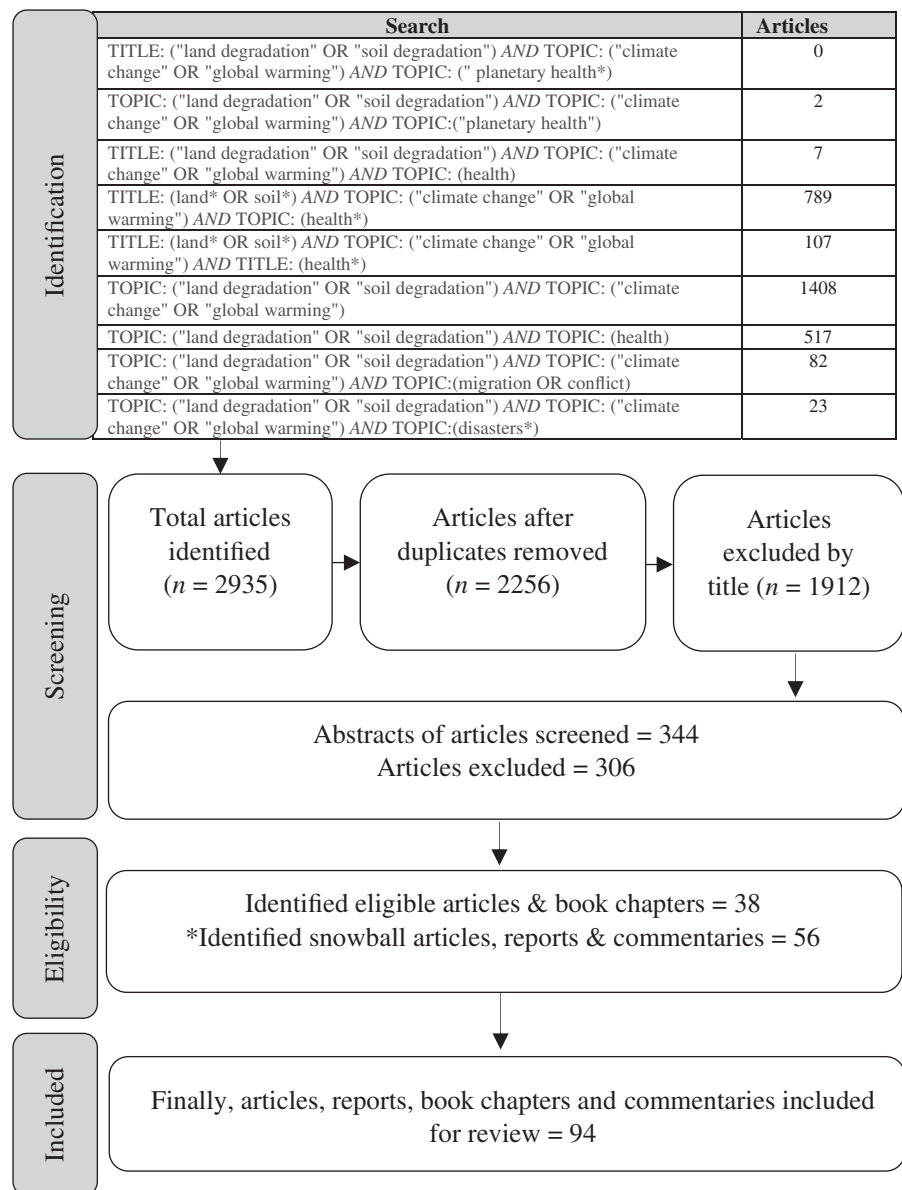 Identification
Search Articles
TITLE: ("land degradation" OR "soil degradation") AND TOPIC: ("climate
change" OR "global warming") AND TOPIC: (" planetary health*)
0
TOPIC: ("land degradation" OR "soil degradation") AND TOPIC: ("climate
change" OR "global warming") AND TOPIC:("planetary health")
2
TITLE: ("land degradation" OR "soil degradation") AND TOPIC: ("climate
change" OR "global warming") AND TOPIC: (health)
7
TITLE: (land* OR soil*) AND TOPIC: ("climate change" OR "global
warming") AND TOPIC: (health*)
789
TITLE: (land* OR soil*) AND TOPIC: ("climate change" OR "global
warming") AND TITLE: (health*)
107
TOPIC: ("land degradation" OR "soil degradation") AND TOPIC: ("climate
change" OR "global warming")
1408
TOPIC: ("land degradation" OR "soil degradation") AND TOPIC: (health)
517
TOPIC: ("land degradation" OR "soil degradation") AND TOPIC: ("climate
change" OR "global warming") AND TOPIC:(migration OR conflict)
82
TOPIC: ("land degradation" OR "soil degradation") AND TOPIC: ("climate
change" OR "global warming") AND TOPIC:(disasters*)
23
Screening
Total articles
identified
(n = 2935)
Articles after
duplicates removed
(n = 2256)
Articles
excluded by
title (n = 1912)
Abstracts of articles screened = 344
Articles excluded = 306
Eligibility
Identified eligible articles & book chapters = 38
*Identified snowball articles, reports & commentaries = 56
Included
Finally, articles, reports, book chapters and commentaries included
for review = 94